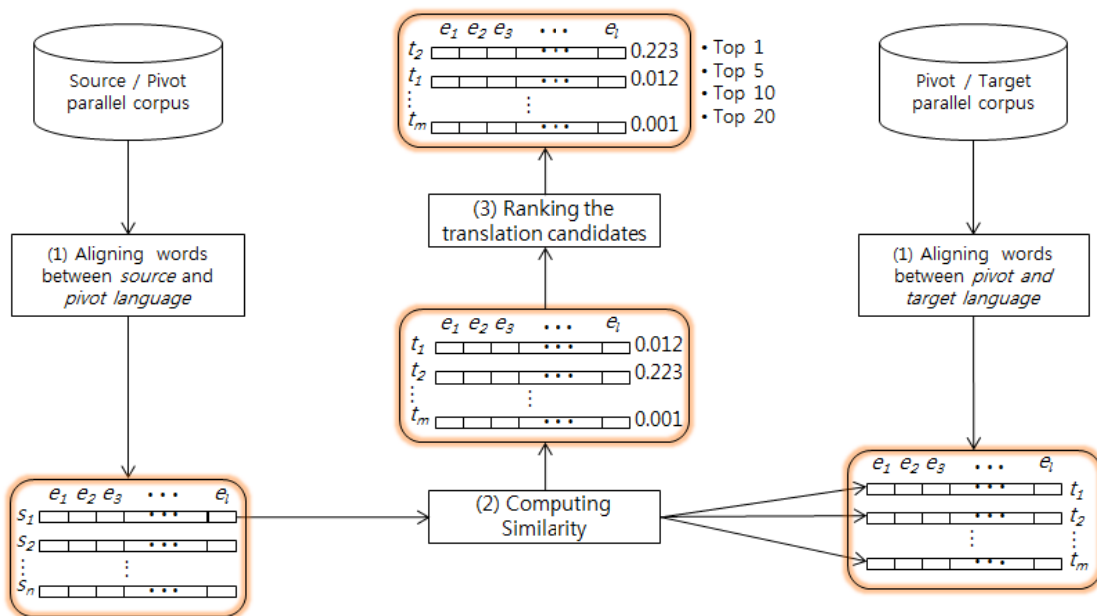 Source / Pivot
parallel corpus
(1) Aligning words
between source and
pivot language
e1 e2 e3 ••• el
s1 •••
s2 •••
⋮ ⋮
sn •••
e1 e2 e3 ••• el
t2 ••• 0.223
t1 ••• 0.012
⋮ ⋮
tm ••• 0.001
• Top 1
• Top 5
• Top 10
• Top 20
(3) Ranking the
translation candidates
e1 e2 e3 ••• el
t1 ••• 0.012
t2 ••• 0.223
⋮ ⋮
tm ••• 0.001
(2) Computing
Similarity
Pivot / Target
parallel corpus
(1) Aligning words
between pivot and
target language
e1 e2 e3 ••• el
••• t1
••• t2
⋮ ⋮
••• tm